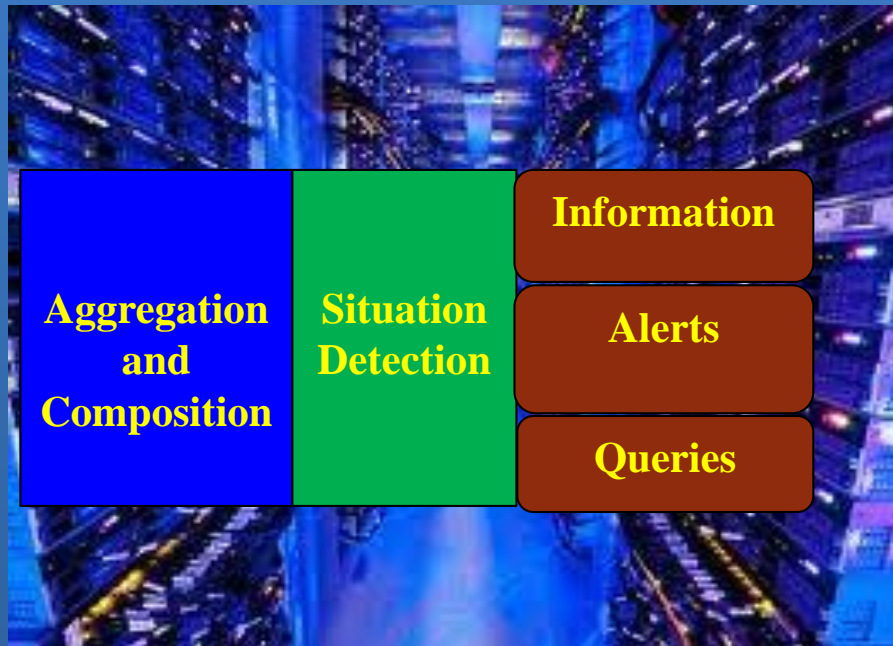 Aggregation
and
Composition
Situation
Detection
Information
Alerts
Queries